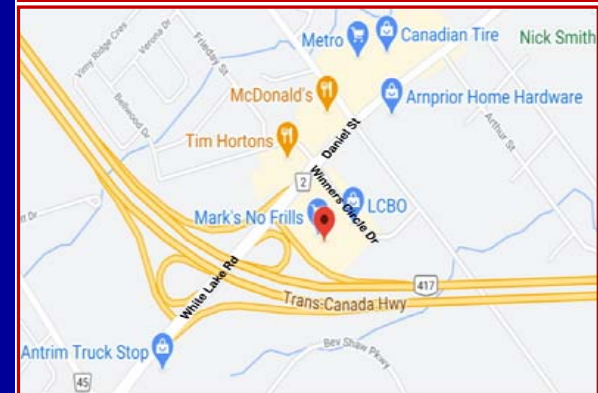 Metro
Canadian Tire
Nick Smith
Vimy Ridge Cres
Verona Dr
Frieday St
McDonald's
Arnprior Home Hardware
Bellwood Dr
Tim Hortons
Daniel St
Arthur St
2
Winners Circle Dr
Mark's No Frills
LCBO
White Lake Rd
417
Trans-Canada Hwy
Antrim Truck Stop
Bev Shaw Pkwy
45